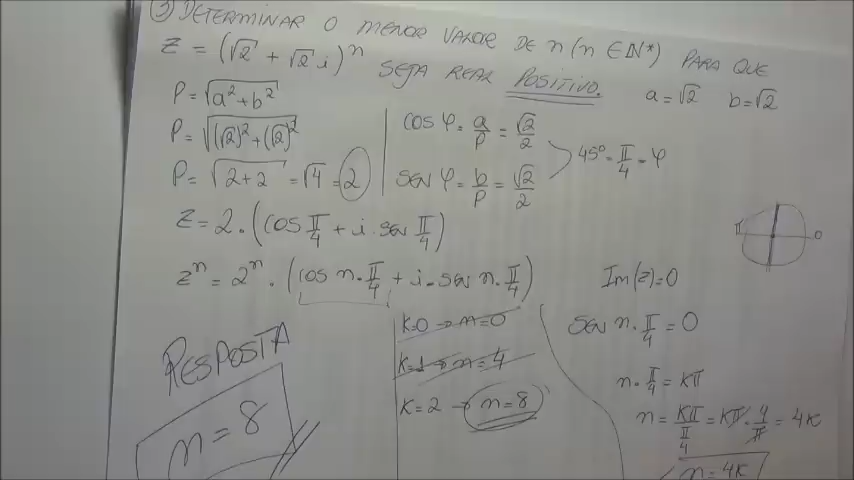 3) DETERMINAR O MENOR VALOR DE n (n ∈ N*) PARA QUE
Z = (√2 + √2 i)^n SEJA REAL POSITIVO.
a = √2 b = √2
P = √(a² + b²)
P = √((√2)² + (√2)²)
P = √(2 + 2) = √4 = 2
cos φ = a/P = √2/2
sen φ = b/P = √2/2
45° = π/4 = φ
Z = 2 · (cos π/4 + i · sen π/4)
Z^n = 2^n · (cos n · π/4 + i · sen n · π/4)
π 0
Im(z) = 0
sen n · π/4 = 0
n · π/4 = kπ
n = kπ/(π/4) = kπ · 4/π = 4k
n = 4k
k=0 → n=0
k=1 → n=4
k=2 → n=8
RESPOSTA
n = 8